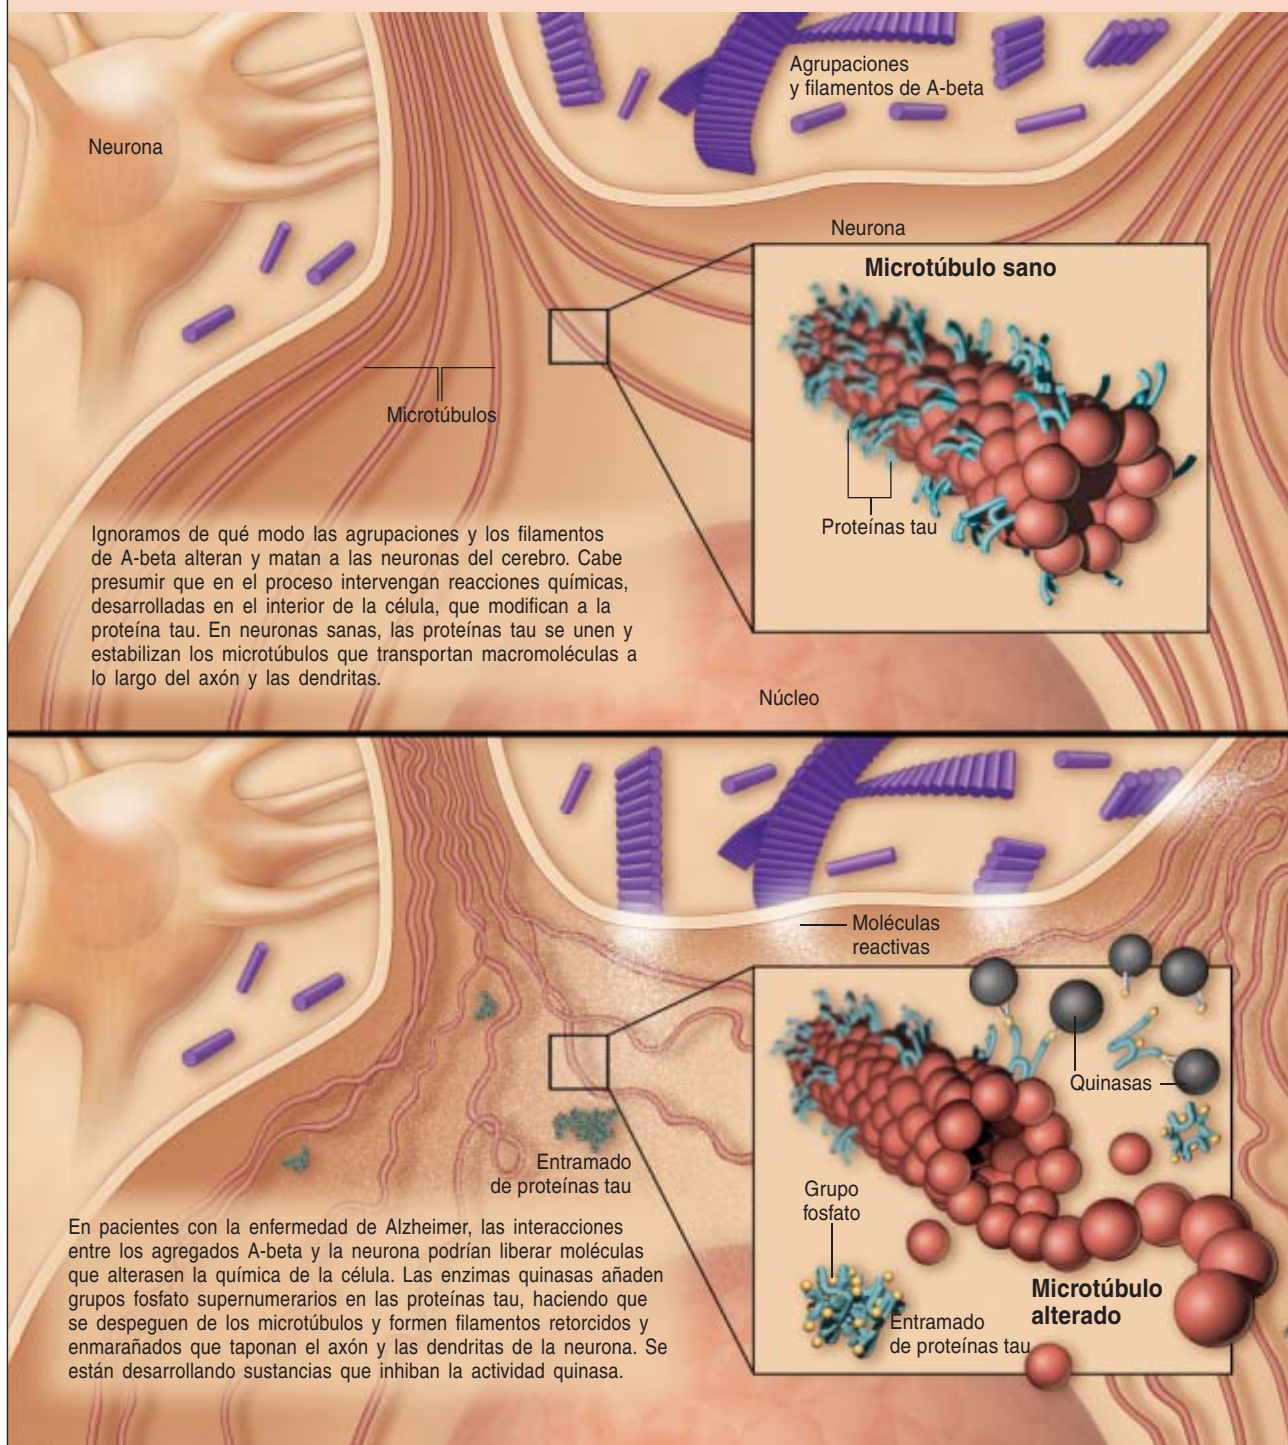 Agrupaciones
y filamentos de A-beta
Neurona
Neurona
Microtúbulo sano
Microtúbulos
Proteínas tau
Ignoramos de qué modo las agrupaciones y los filamentos
de A-beta alteran y matan a las neuronas del cerebro. Cabe
presumir que en el proceso intervengan reacciones químicas,
desarrolladas en el interior de la célula, que modifican a la
proteína tau. En neuronas sanas, las proteínas tau se unen y
estabilizan los microtúbulos que transportan macromoléculas a
lo largo del axón y las dendritas.
Núcleo
Moléculas
reactivas
Quinasas
Entramado
de proteínas tau
Grupo
fosfato
En pacientes con la enfermedad de Alzheimer, las interacciones
entre los agregados A-beta y la neurona podrían liberar moléculas
que alterasen la química de la célula. Las enzimas quinasas añaden
grupos fosfato supernumerarios en las proteínas tau, haciendo que
se despeguen de los microtúbulos y formen filamentos retorcidos y
enmarañados que taponan el axón y las dendritas de la neurona. Se
están desarrollando sustancias que inhiban la actividad quinasa.
Microtúbulo
alterado
Entramado
de proteínas tau